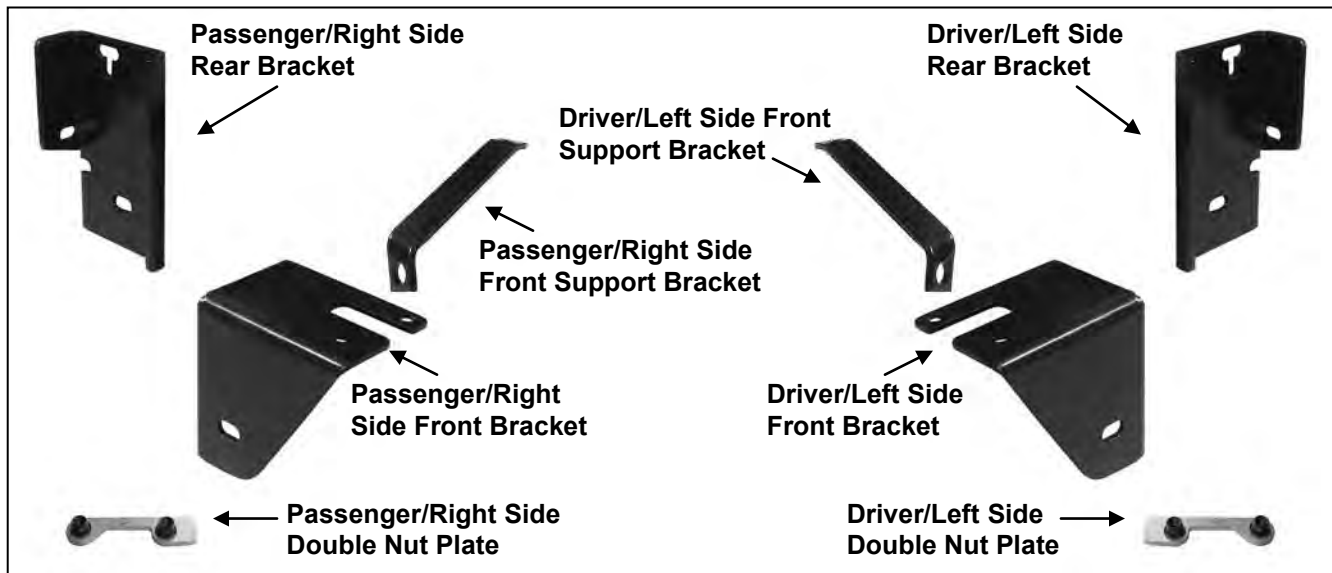 Passenger/Right Side
Rear Bracket
Driver/Left Side
Rear Bracket
Driver/Left Side Front
Support Bracket
Passenger/Right Side
Front Support Bracket
Passenger/Right
Side Front Bracket
Driver/Left Side
Front Bracket
Passenger/Right Side
Double Nut Plate
Driver/Left Side
Double Nut Plate